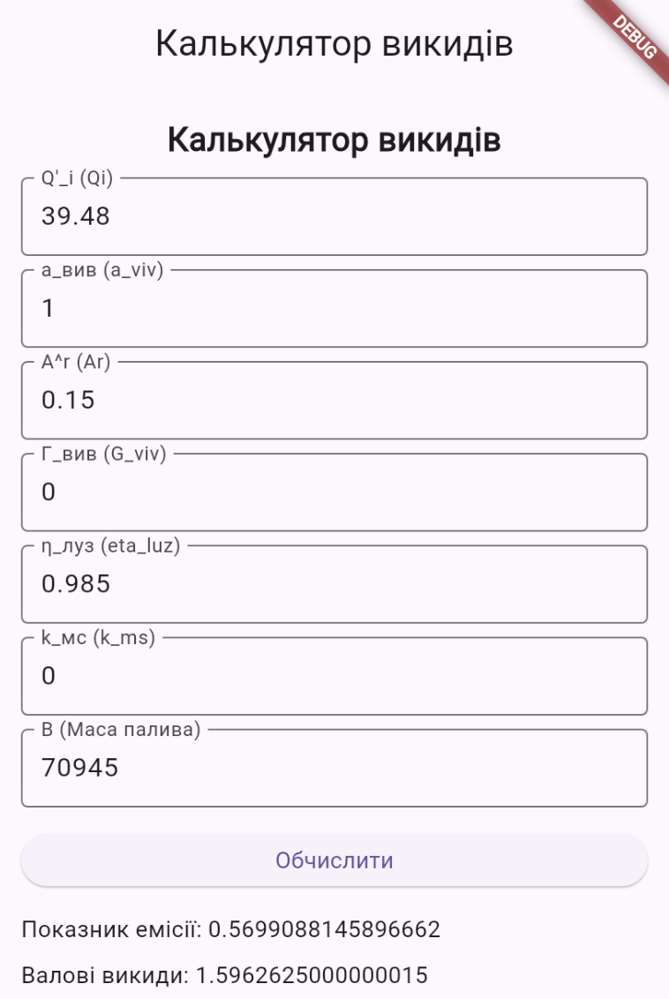 DEBUG
Калькулятор викидів
Калькулятор викидів
Q'_i (Qi)
39.48
а_вив (a_viv)
1
A^r (Ar)
0.15
Г_вив (G_viv)
0
η_луз (eta_luz)
0.985
k_мс (k_ms)
0
B (Маса палива)
70945
Обчислити
Показник емісії: 0.5699088145896662
Валові викиди: 1.5962625000000015